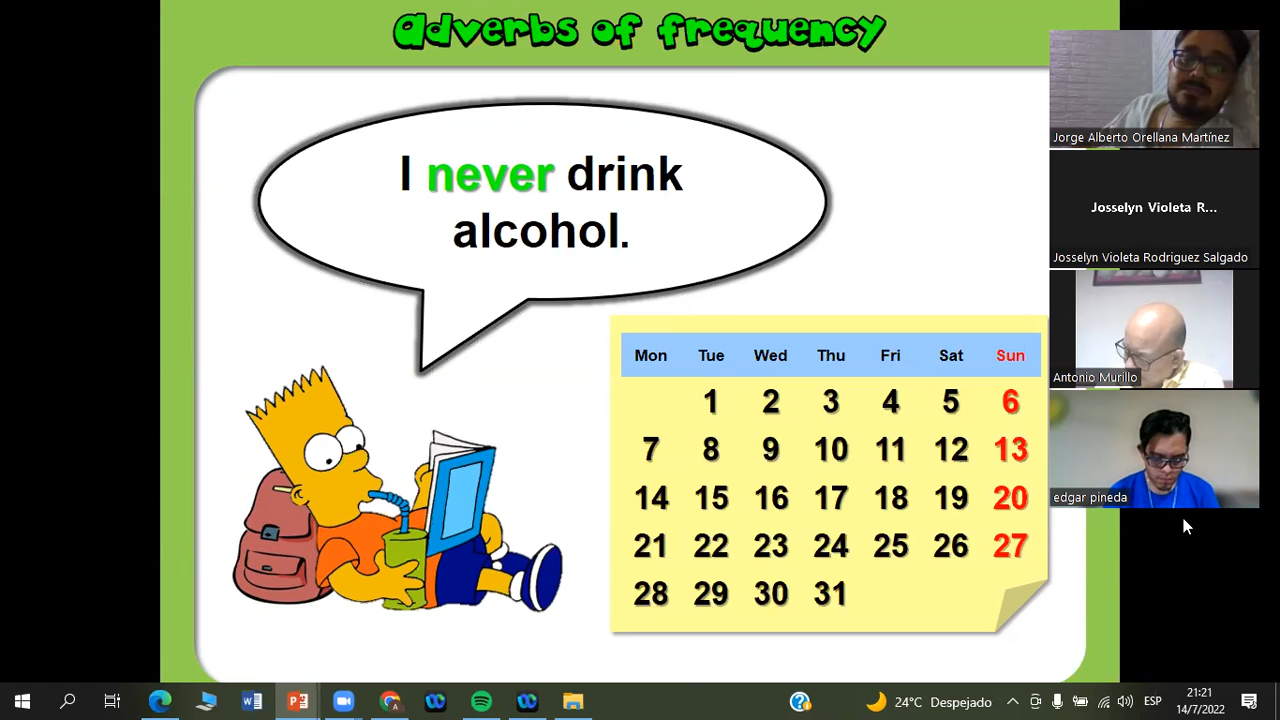 Adverbs of frequency
I never drink
alcohol.
Mon Tue Wed Thu Fri Sat Sun
1 2 3 4 5 6
7 8 9 10 11 12 13
14 15 16 17 18 19 20
21 22 23 24 25 26 27
28 29 30 31
Jorge Alberto Orellana Martínez
Josselyn Violeta R...
Josselyn Violeta Rodriguez Salgado
Antonio Murillo
edgar pineda
24°C Despejado
ESP
21:21
14/7/2022